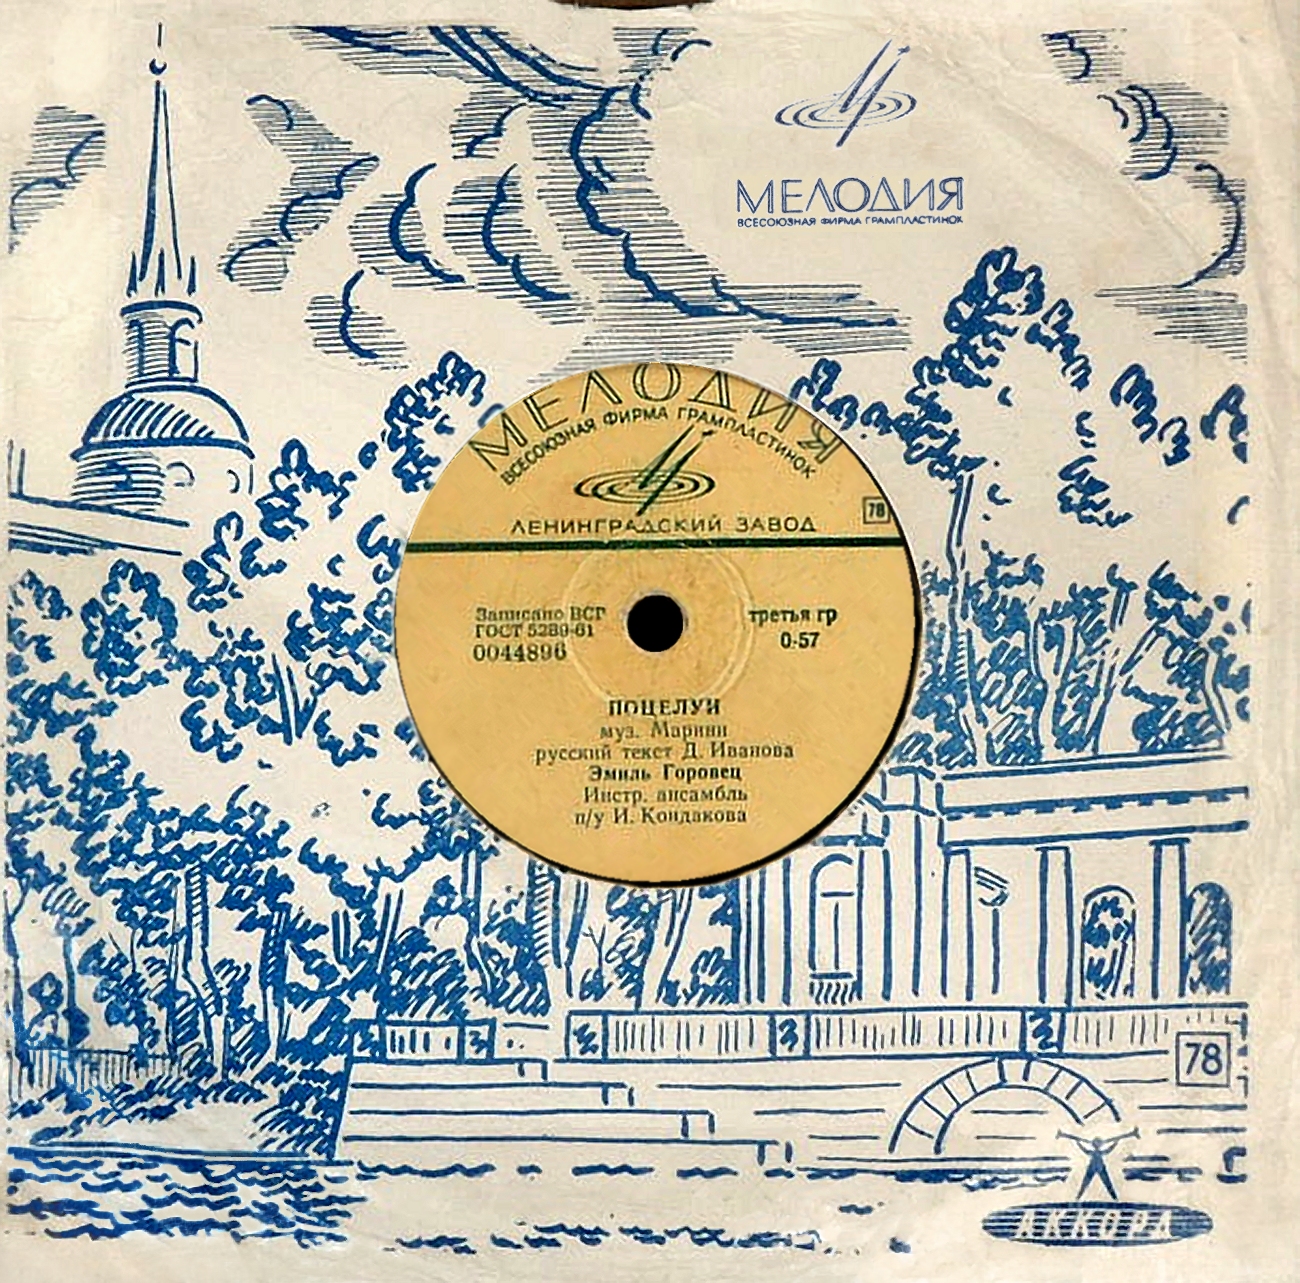 МЕЛОДИЯ
ВСЕСОЮЗНАЯ ФИРМА ГРАМПЛАСТИНОК
МЕЛОДИЯ
ВСЕСОЮЗНАЯ ФИРМА ГРАМПЛАСТИНОК
78
ЛЕНИНГРАДСКИЙ ЗАВОД
Записано ВСГ
ГОСТ 5289-61
0044896
третья гр
0-57
ПОЦЕЛУИ
муз. Марини
русский текст Д. Иванова
Эмиль Горовец
Инстр. ансамбль
п/у И. Кондакова
78
АККОРД